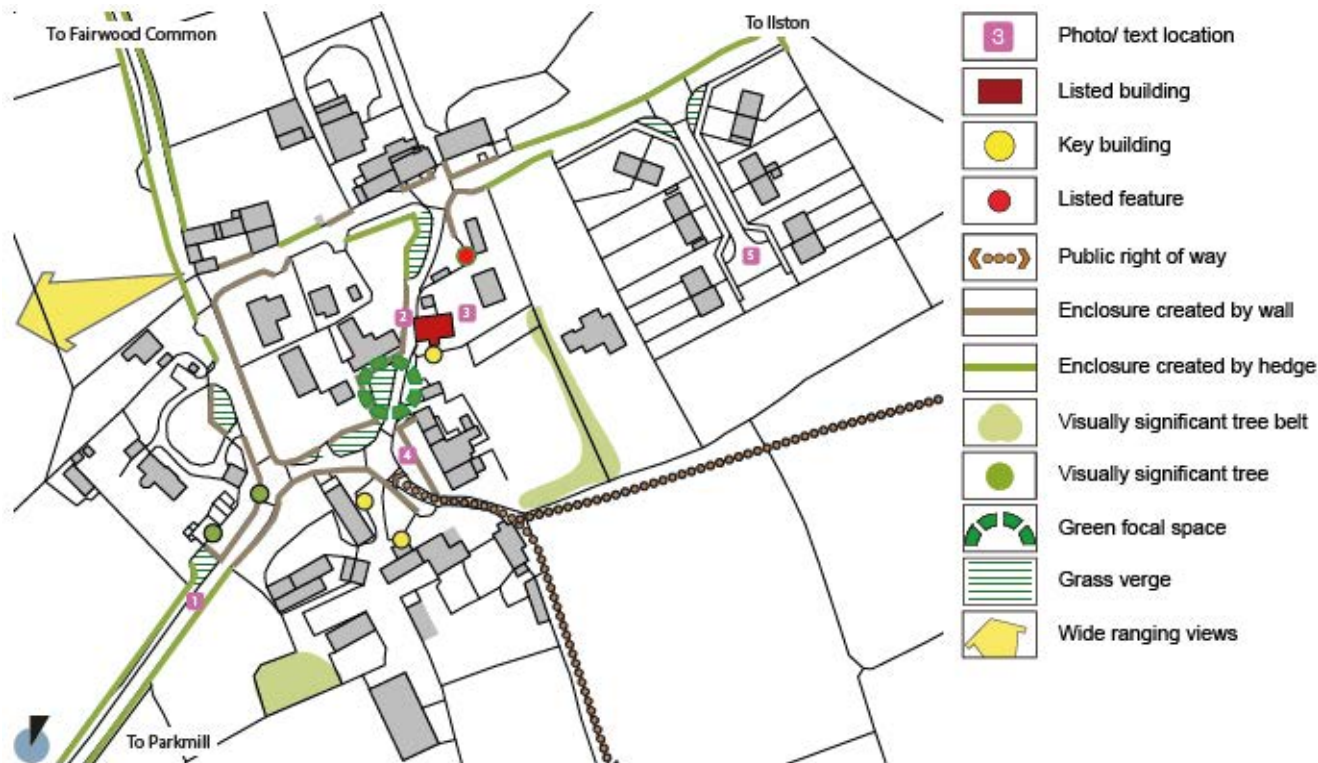 To Fairwood Common
To Ilston
2
3
5
4
1
To Parkmill
3
Photo/ text location
Listed building
Key building
Listed feature
Public right of way
Enclosure created by wall
Enclosure created by hedge
Visually significant tree belt
Visually significant tree
Green focal space
Grass verge
Wide ranging views